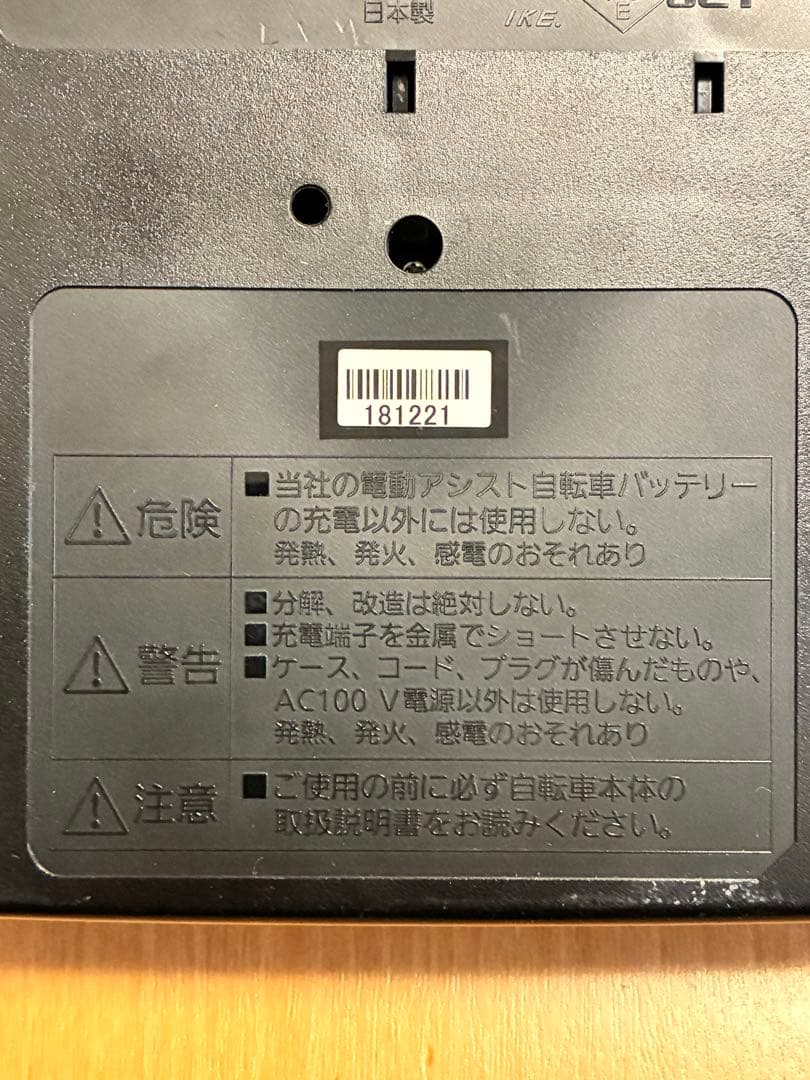 日本製
IKE.
E
181221
危険
■当社の電動アシスト自転車バッテリー
の充電以外には使用しない。
発熱、発火、感電のおそれあり
警告
■分解、改造は絶対しない。
■充電端子を金属でショートさせない。
■ケース、コード、プラグが傷んだものや、
AC100 V電源以外は使用しない。
発熱、発火、感電のおそれあり
注意
■ご使用の前に必ず自転車本体の
取扱説明書をお読みください。